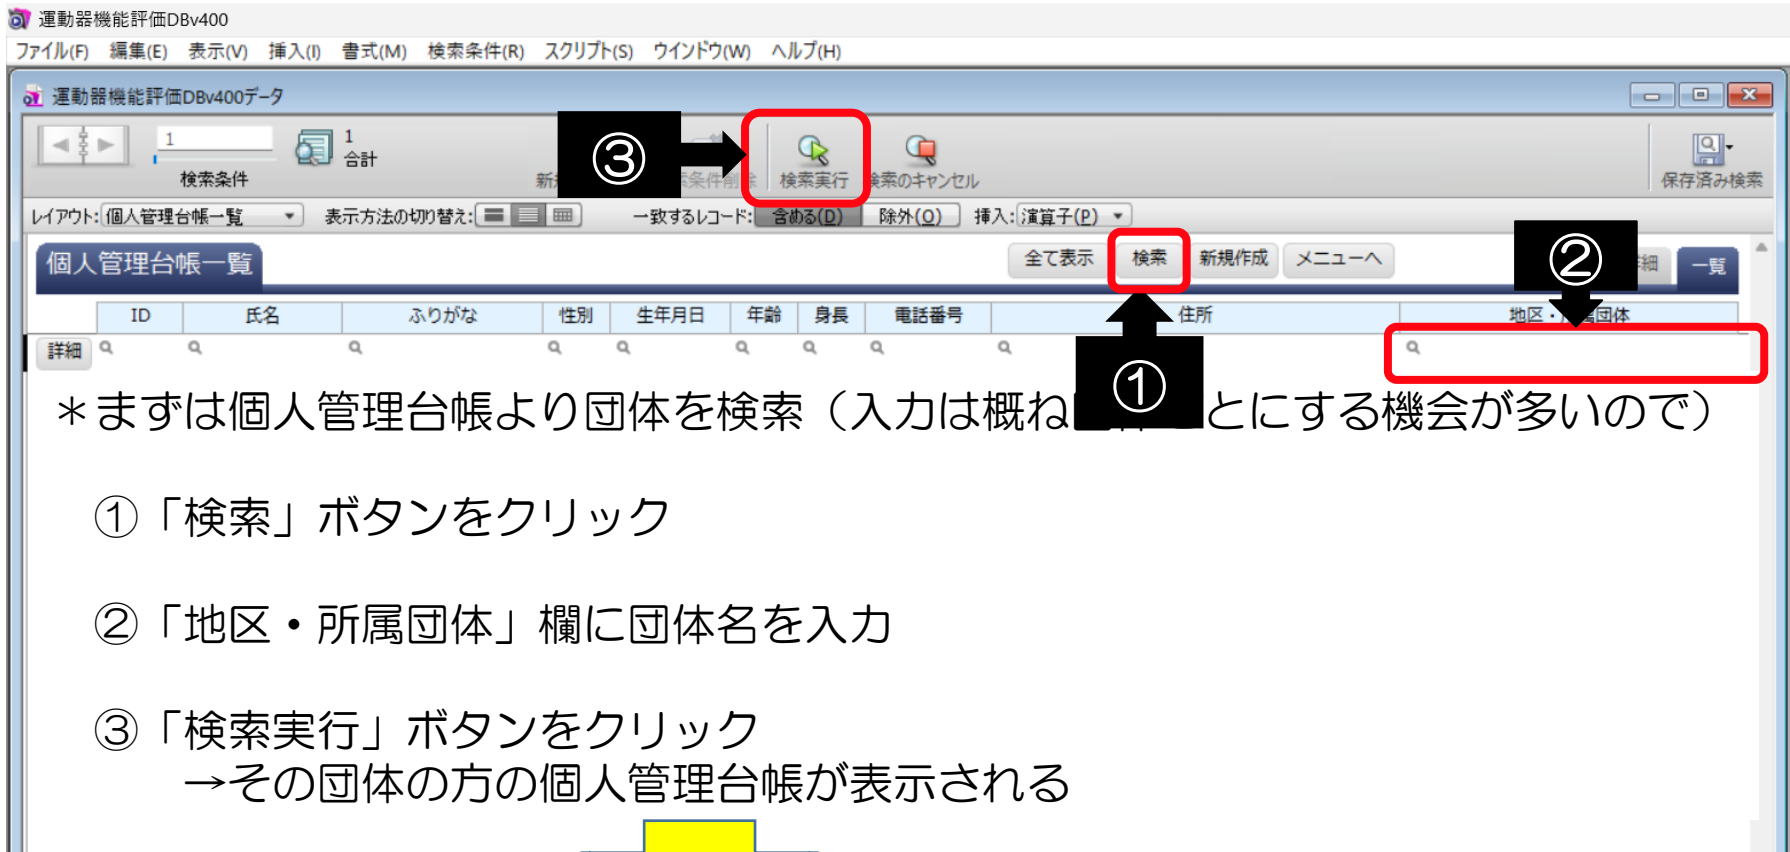 運動器機能評価DBv400
ファイル(F) 編集(E) 表示(V) 挿入(I) 書式(M) 検索条件(R) スクリプト(S) ウインドウ(W) ヘルプ(H)
運動器機能評価DBv400データ
1
検索条件
1
合計
新規
③
検索実行
検索のキャンセル
保存済み検索
レイアウト: 個人管理台帳一覧 表示方法の切り替え: 一致するレコード: 含める(D) 除外(O) 挿入: 演算子(P)
個人管理台帳一覧
全て表示 検索 新規作成 メニューへ
②
細 一覧
ID 氏名 ふりがな 性別 生年月日 年齢 身長 電話番号 住所 地区・所属団体
詳細
①
＊まずは個人管理台帳より団体を検索（入力は概ね とにする機会が多いので）
①「検索」ボタンをクリック
②「地区・所属団体」欄に団体名を入力
③「検索実行」ボタンをクリック
→その団体の方の個人管理台帳が表示される